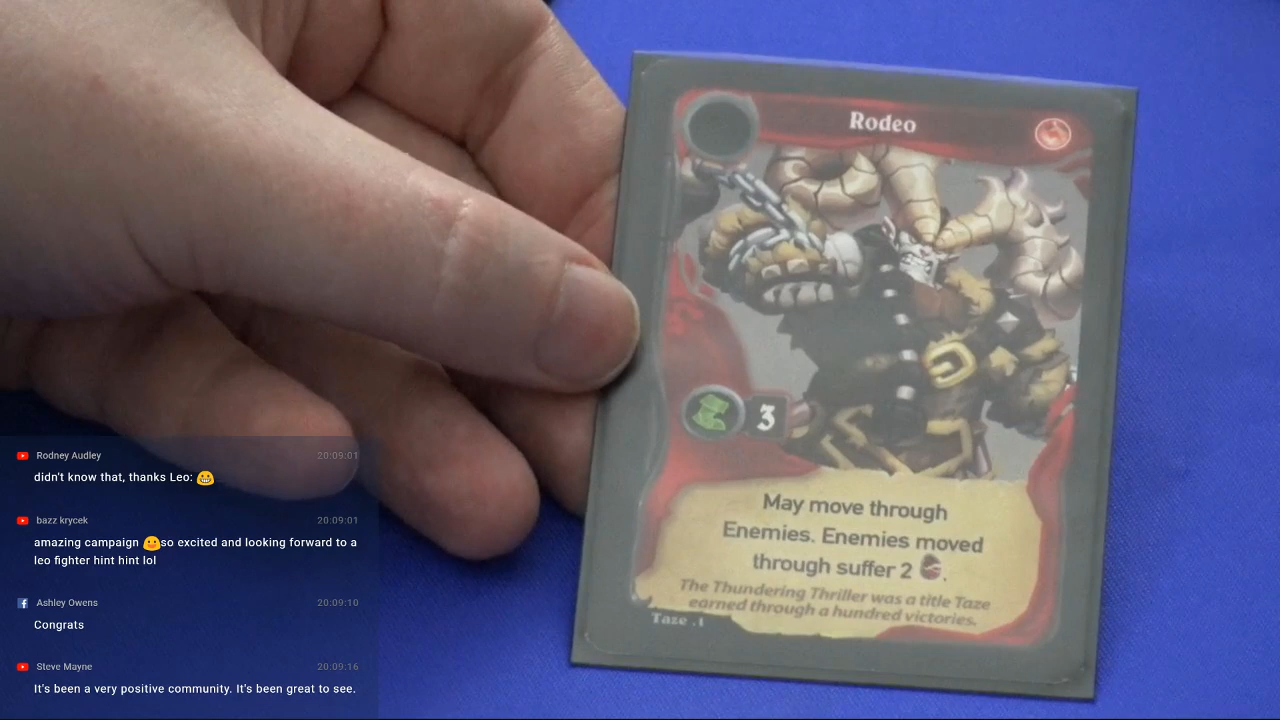 Rodeo
3
May move through
Enemies. Enemies moved
through suffer 2 .
The Thundering Thriller was a title Taze
earned through a hundred victories.
Taze .1
Rodney Audley 20:09:01
didn't know that, thanks Leo:
bazz krycek 20:09:01
amazing campaign so excited and looking forward to a
leo fighter hint hint lol
Ashley Owens 20:09:10
Congrats
Steve Mayne 20:09:16
It's been a very positive community. It's been great to see.